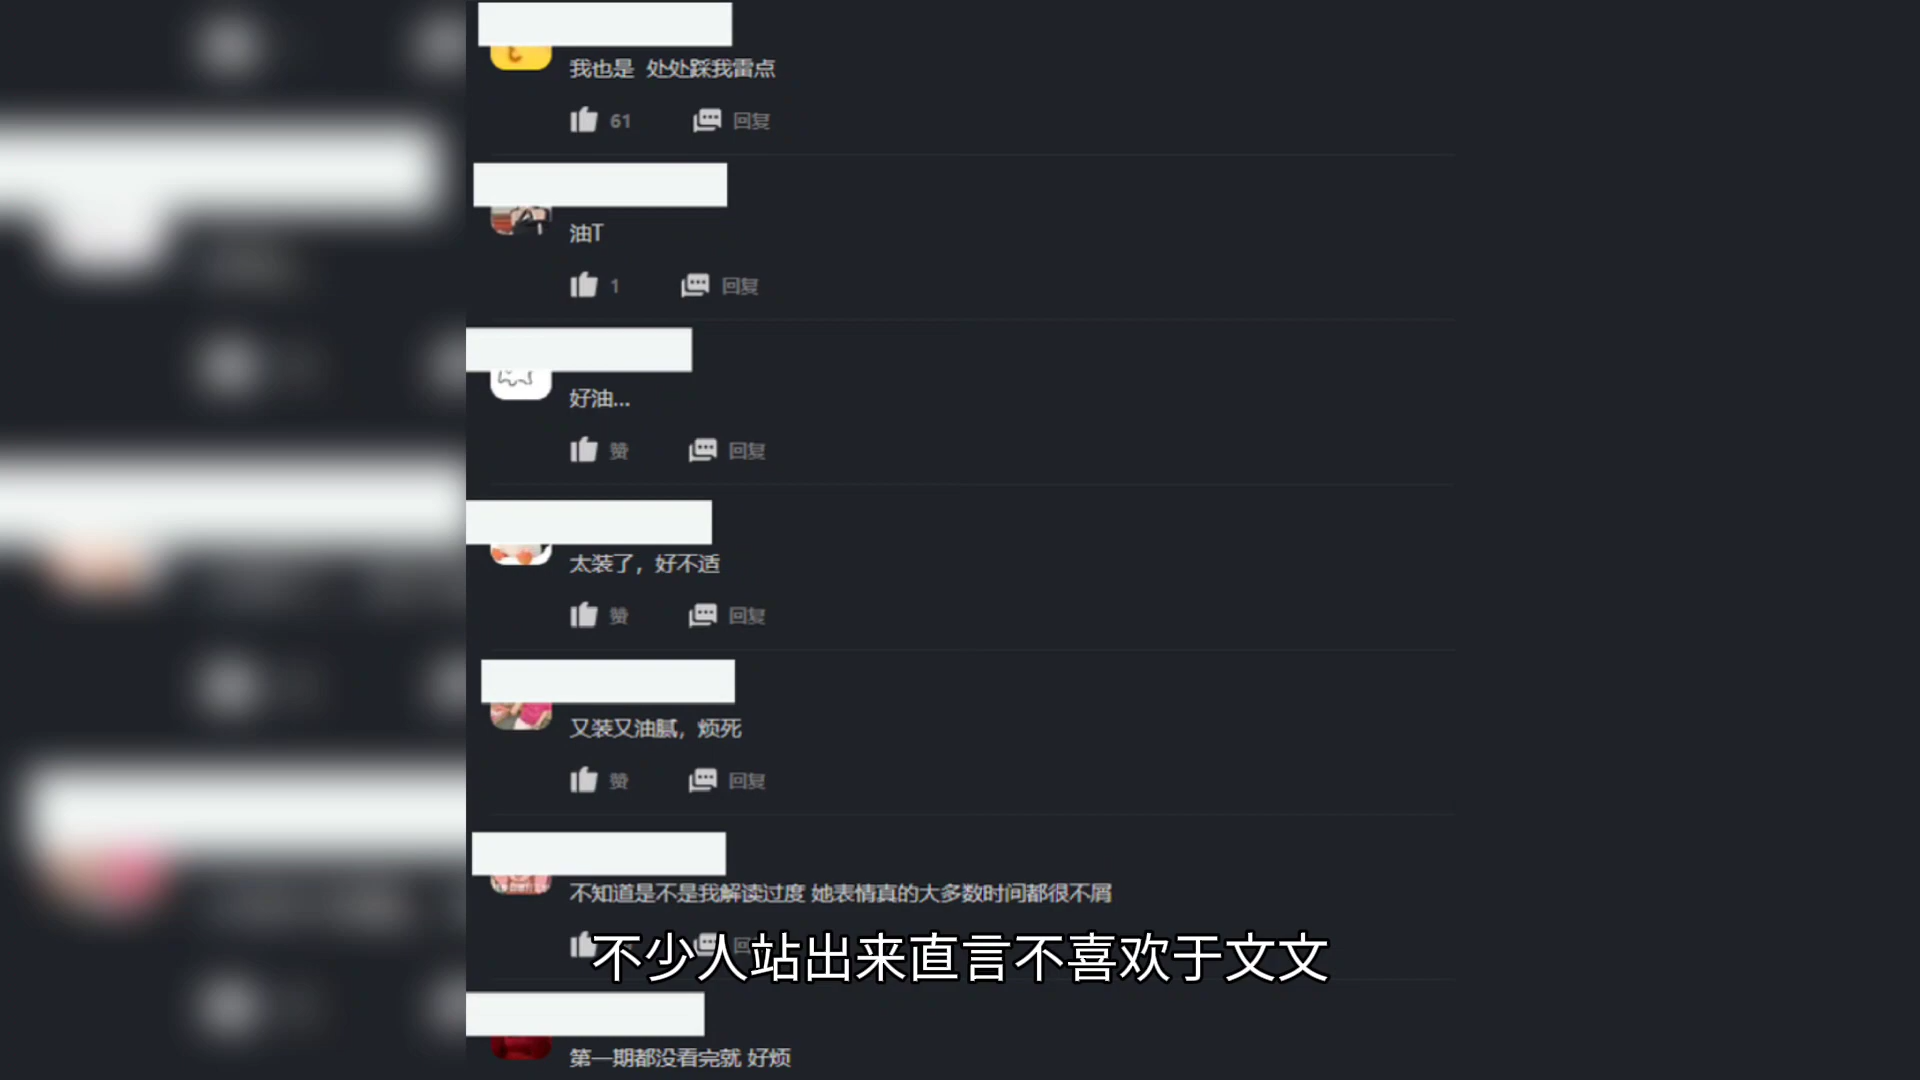 我也是 处处踩我雷点
61 回复
油T
1 回复
好油...
赞 回复
太装了，好不适
赞 回复
又装又油腻，烦死
赞 回复
不知道是不是我解读过度 她表情真的大多数时间都很不屑
不少人站出来直言不喜欢于文文
第一期都没看完就 好烦